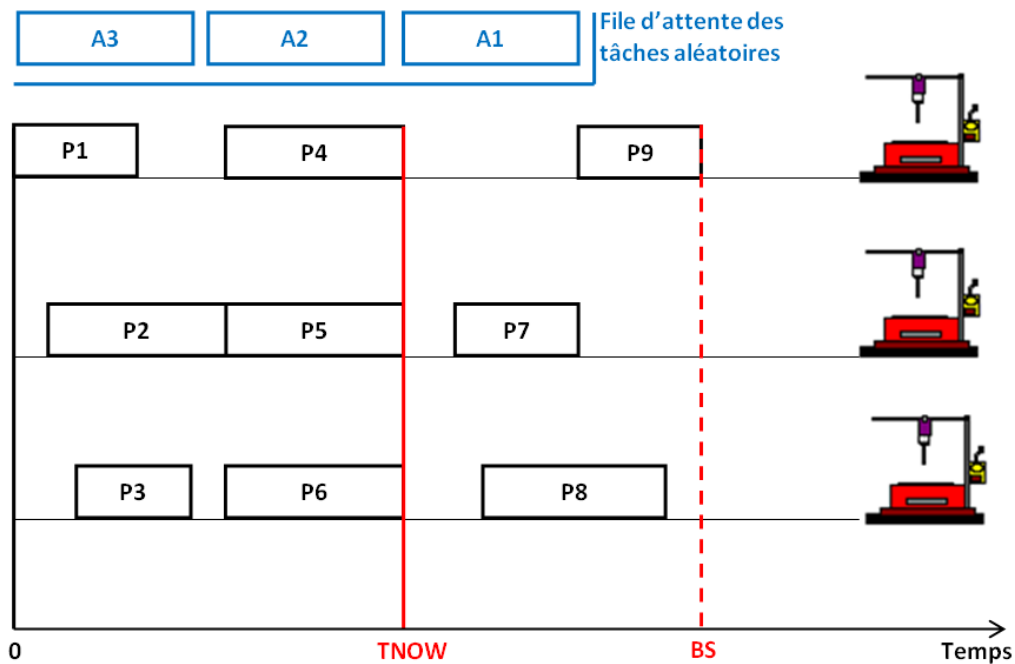 A3 A2 A1
File d'attente des
tâches aléatoires
P1 P4 P9
P2 P5 P7
P3 P6 P8
0 TNOW BS Temps